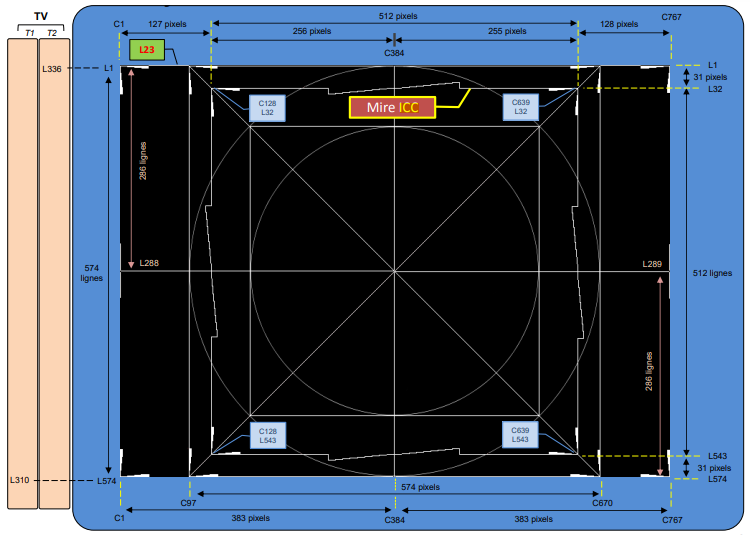 TV
T1 T2
L336
L310
C1
127 pixels
512 pixels
128 pixels
C767
256 pixels
255 pixels
C384
L23
L1
L1
31 pixels
L32
C128
L32
Mire ICC
C639
L32
286 lignes
L288
L289
574
lignes
512 lignes
286 lignes
C128
L543
C639
L543
L543
31 pixels
L574
L574
574 pixels
C97
C670
C1
383 pixels
C384
383 pixels
C767